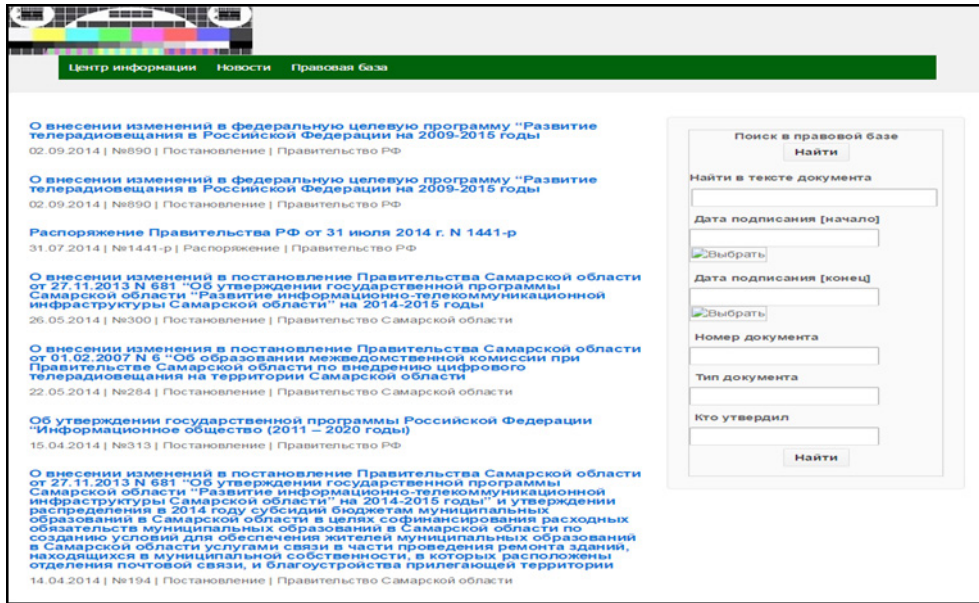 Центр информации Новости Правовая база
О внесении изменений в федеральную целевую программу "Развитие
телерадиовещания в Российской Федерации на 2009-2015 годы
02.09.2014 | №890 | Постановление | Правительство РФ
О внесении изменений в федеральную целевую программу "Развитие
телерадиовещания в Российской Федерации на 2009-2015 годы
02.09.2014 | №890 | Постановление | Правительство РФ
Распоряжение Правительства РФ от 31 июля 2014 г. N 1441-р
31.07.2014 | №1441-р | Распоряжение | Правительство РФ
О внесении изменений в постановление Правительства Самарской области
от 27.11.2013 N 681 "Об утверждении государственной программы
Самарской области "Развитие информационно-телекоммуникационной
инфраструктуры Самарской области" на 2014-2015 годы
26.05.2014 | №300 | Постановление | Правительство Самарской области
О внесении изменения в постановление Правительства Самарской области
от 01.02.2007 N 6 "Об образовании межведомственной комиссии при
Правительстве Самарской области по внедрению цифрового
телерадиовещания на территории Самарской области
22.05.2014 | №284 | Постановление | Правительство Самарской области
Об утверждении государственной программы Российской Федерации
"Информационное общество (2011 – 2020 годы)
15.04.2014 | №313 | Постановление | Правительство РФ
О внесении изменений в постановление Правительства Самарской области
от 27.11.2013 N 681 "Об утверждении государственной программы
Самарской области "Развитие информационно-телекоммуникационной
инфраструктуры Самарской области" на 2014-2015 годы" и утверждении
распределения в 2014 году субсидий бюджетам муниципальных
образований в Самарской области в целях софинансирования расходных
обязательств муниципальных образований в Самарской области по
созданию условий для обеспечения жителей муниципальных образований
в Самарской области услугами связи в части проведения ремонта зданий,
находящихся в муниципальной собственности, в которых расположены
отделения почтовой связи, и благоустройства прилегающей территории
14.04.2014 | №194 | Постановление | Правительство Самарской области
Поиск в правовой базе
Найти
Найти в тексте документа
Дата подписания [начало]
Выбрать
Дата подписания [конец]
Выбрать
Номер документа
Тип документа
Кто утвердил
Найти